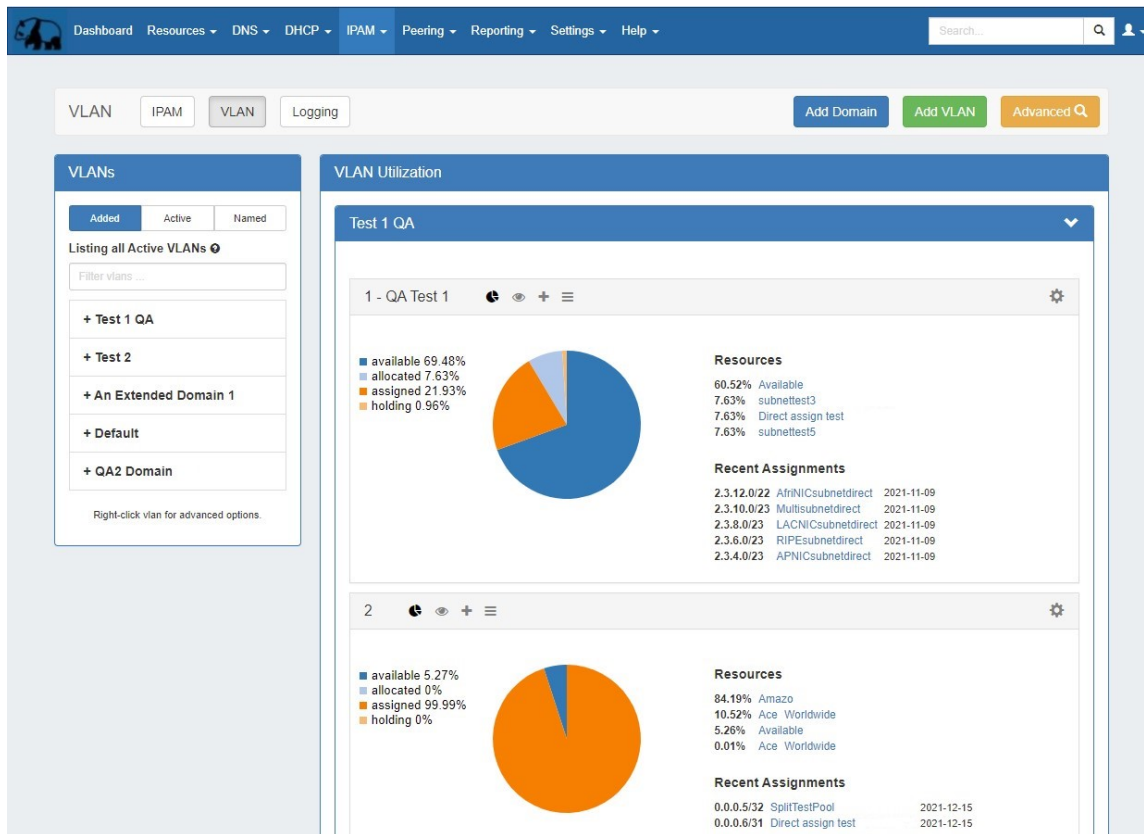 Dashboard Resources DNS DHCP IPAM Peering Reporting Settings Help Search...
VLAN IPAM VLAN Logging Add Domain Add VLAN Advanced
VLANs
Added Active Named
Listing all Active VLANs
Filter vlans ...
+ Test 1 QA
+ Test 2
+ An Extended Domain 1
+ Default
+ QA2 Domain
Right-click vlan for advanced options.
VLAN Utilization
Test 1 QA
1 - QA Test 1
available 69.48%
allocated 7.63%
assigned 21.93%
holding 0.96%
Resources
60.52% Available
7.63% subnettest3
7.63% Direct assign test
7.63% subnettest5
Recent Assignments
2.3.12.0/22 AfriNICsubnetdirect 2021-11-09
2.3.10.0/23 Multisubnetdirect 2021-11-09
2.3.8.0/23 LACNICsubnetdirect 2021-11-09
2.3.6.0/23 RIPEsubnetdirect 2021-11-09
2.3.4.0/23 APNICsubnetdirect 2021-11-09
2
available 5.27%
allocated 0%
assigned 99.99%
holding 0%
Resources
84.19% Amazo
10.52% Ace Worldwide
5.26% Available
0.01% Ace Worldwide
Recent Assignments
0.0.0.5/32 SplitTestPool 2021-12-15
0.0.0.6/31 Direct assign test 2021-12-15